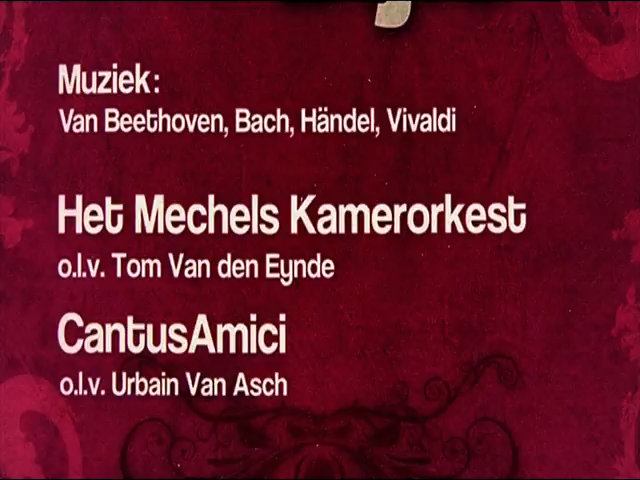 Muziek:
Van Beethoven, Bach, Händel, Vivaldi
Het Mechels Kamerorkest
o.l.v. Tom Van den Eynde
CantusAmici
o.l.v. Urbain Van Asch